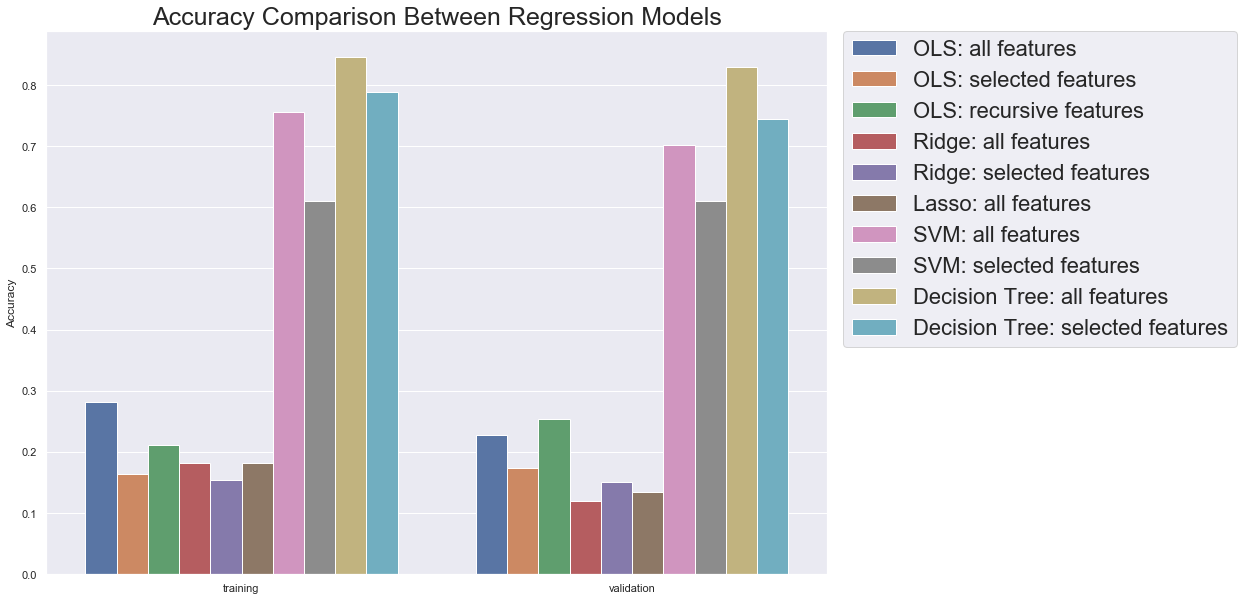 Accuracy Comparison Between Regression Models
OLS: all features
OLS: selected features
OLS: recursive features
Ridge: all features
Ridge: selected features
Lasso: all features
SVM: all features
SVM: selected features
Decision Tree: all features
Decision Tree: selected features
Accuracy
0.8
0.7
0.6
0.5
0.4
0.3
0.2
0.1
0.0
training
validation